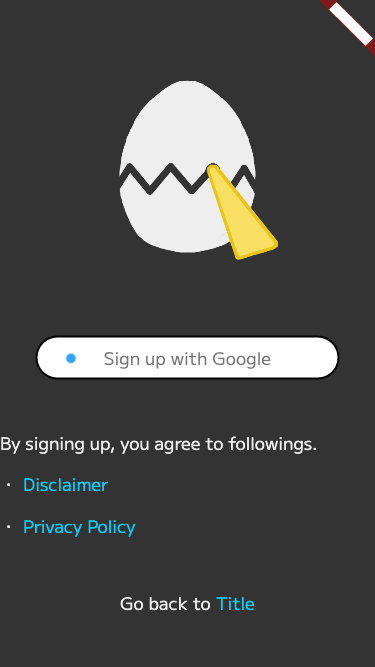 Sign up with Google
By signing up, you agree to followings.
· Disclaimer
· Privacy Policy
Go back to Title